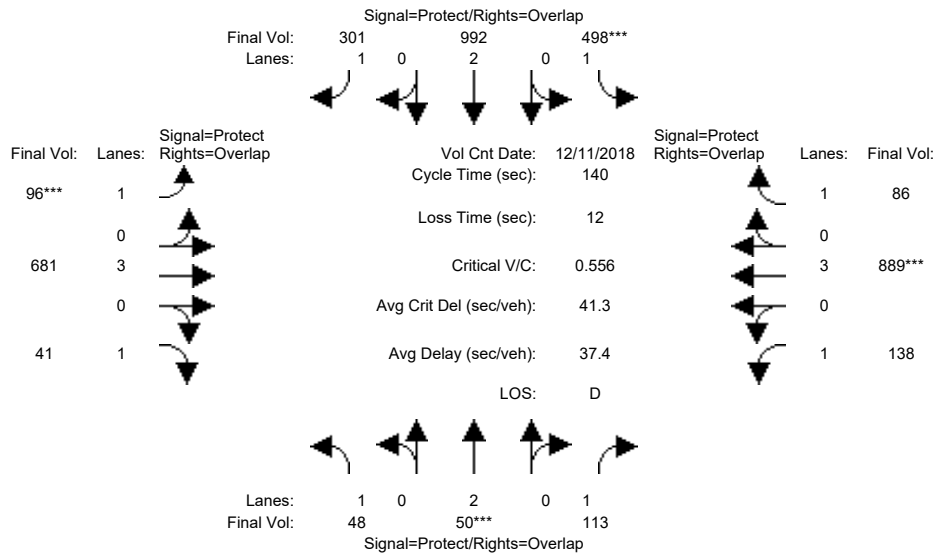 Signal=Protect/Rights=Overlap
Final Vol: 301 992 498***
Lanes: 1 0 2 0 1
Signal=Protect
Final Vol: Lanes: Rights=Overlap
Vol Cnt Date: 12/11/2018
Signal=Protect
Rights=Overlap Lanes: Final Vol:
Cycle Time (sec): 140
96*** 1
1 86
Loss Time (sec): 12
0
0
681 3
Critical V/C: 0.556
3 889***
0
Avg Crit Del (sec/veh): 41.3
0
41 1
Avg Delay (sec/veh): 37.4
1 138
LOS: D
Lanes: 1 0 2 0 1
Final Vol: 48 50*** 113
Signal=Protect/Rights=Overlap